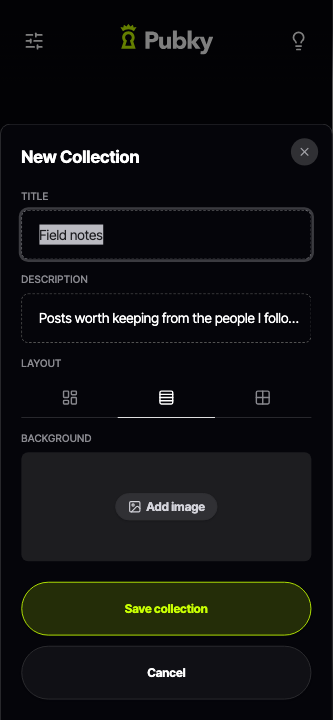 Pubky
New Collection
TITLE
Field notes
DESCRIPTION
Posts worth keeping from the people I follo...
LAYOUT
BACKGROUND
Add image
Save collection
Cancel